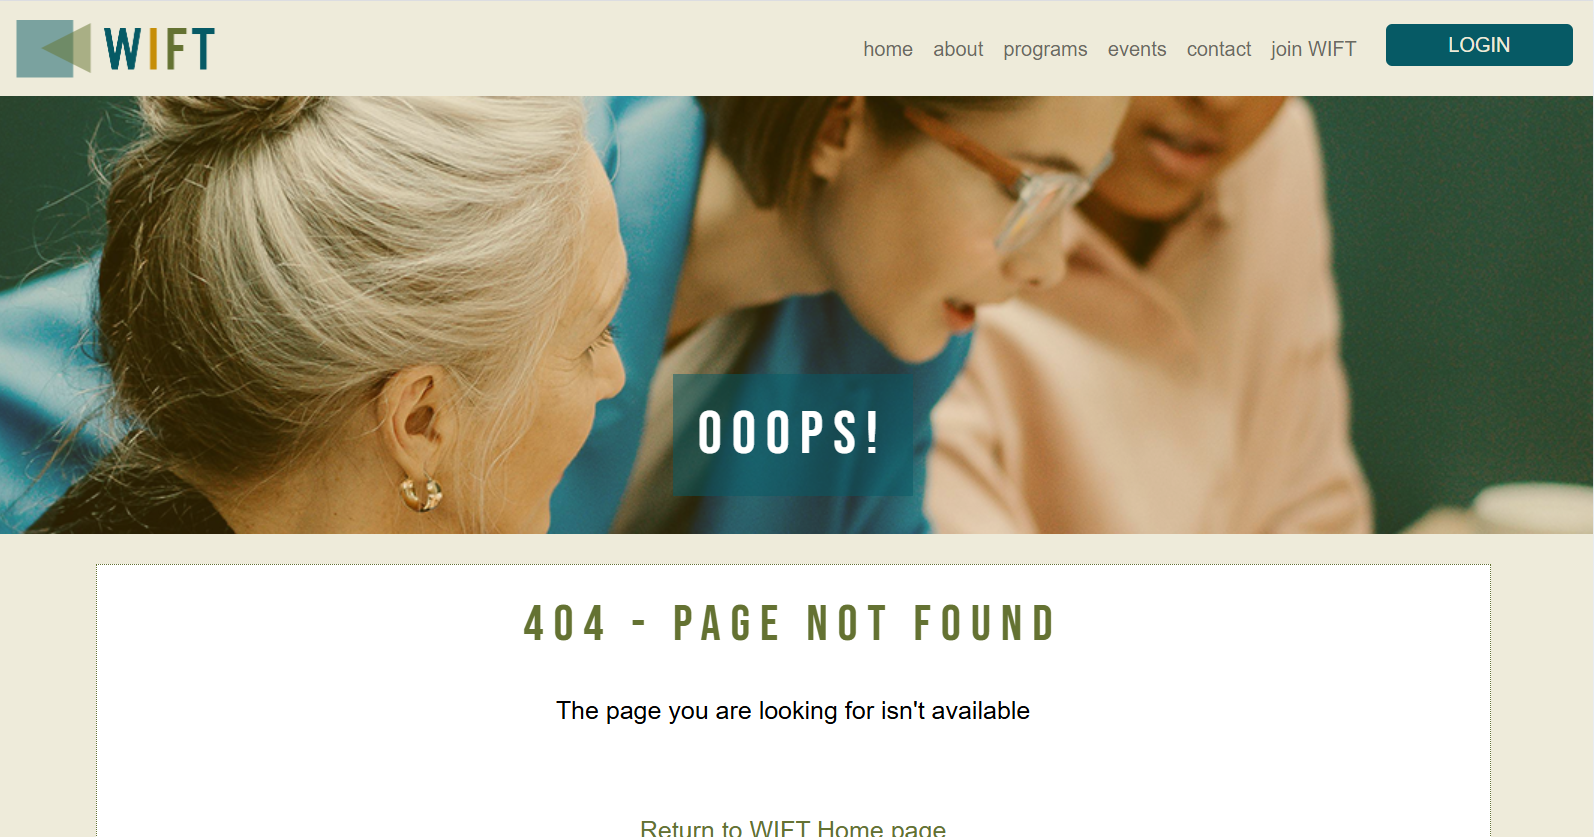 WIFT
home about programs events contact join WIFT LOGIN
OOOPS!
404 - PAGE NOT FOUND
The page you are looking for isn't available
Return to WIFT Home page